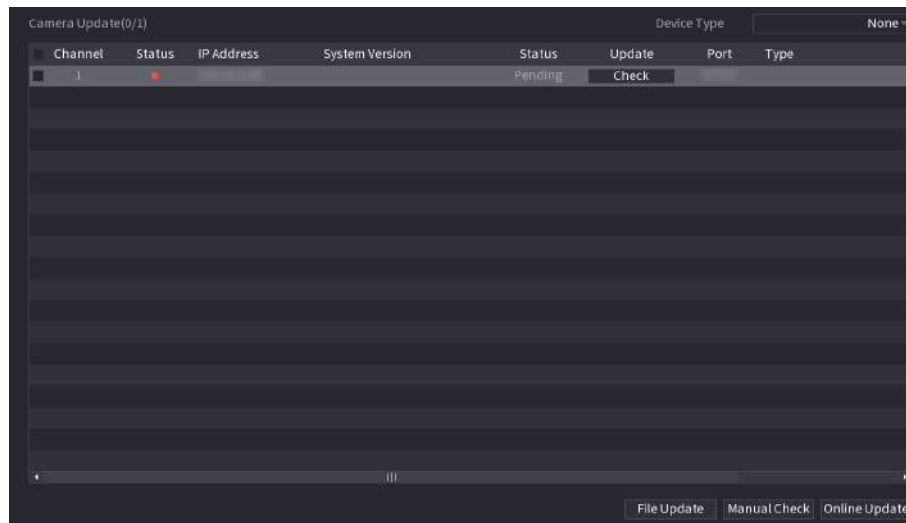 Camera Update(0/1) Device Type None
Channel Status IP Address System Version Status Update Port Type
1 Pending Check
File Update Manual Check Online Update